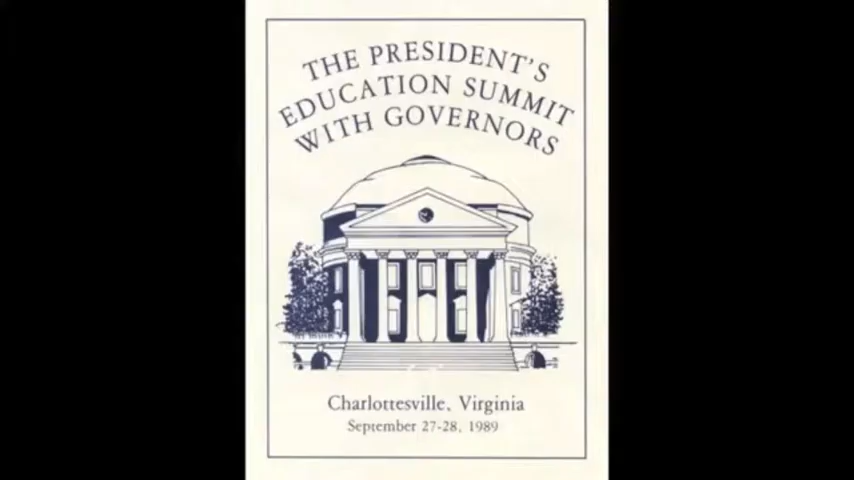 THE PRESIDENT'S
EDUCATION SUMMIT
WITH GOVERNORS
Charlottesville, Virginia
September 27-28, 1989